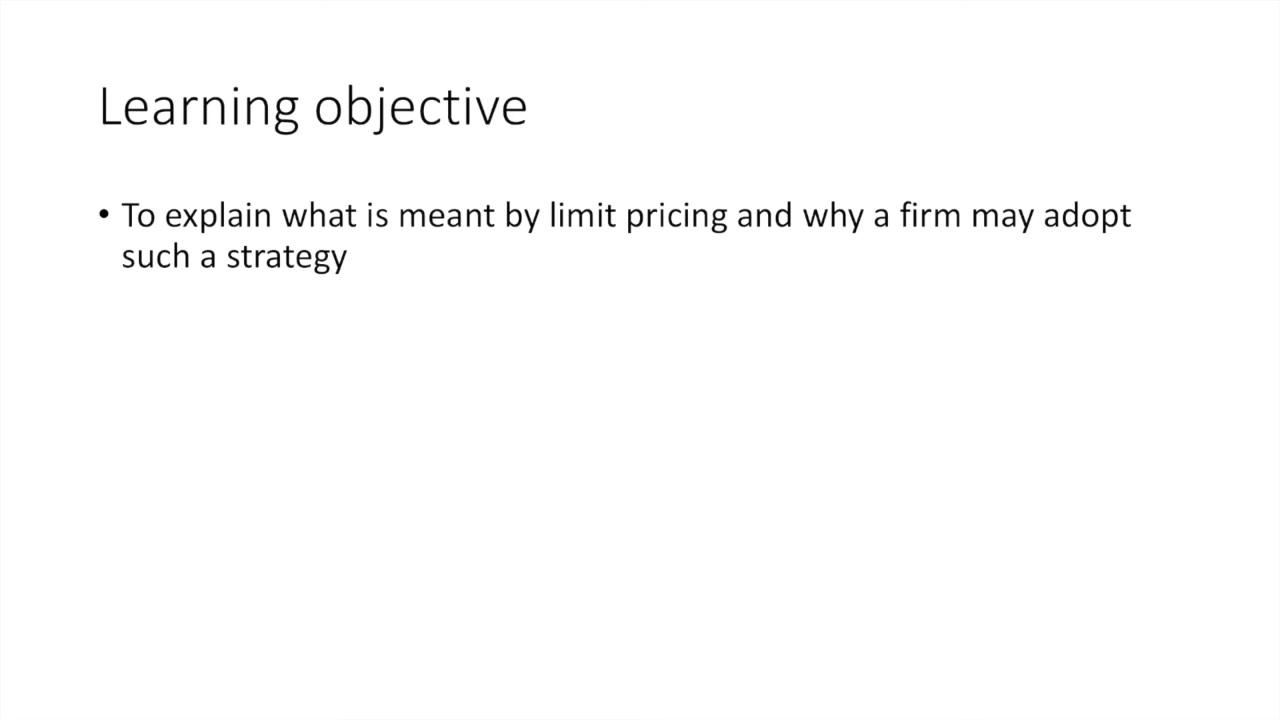 Learning objective
• To explain what is meant by limit pricing and why a firm may adopt
such a strategy